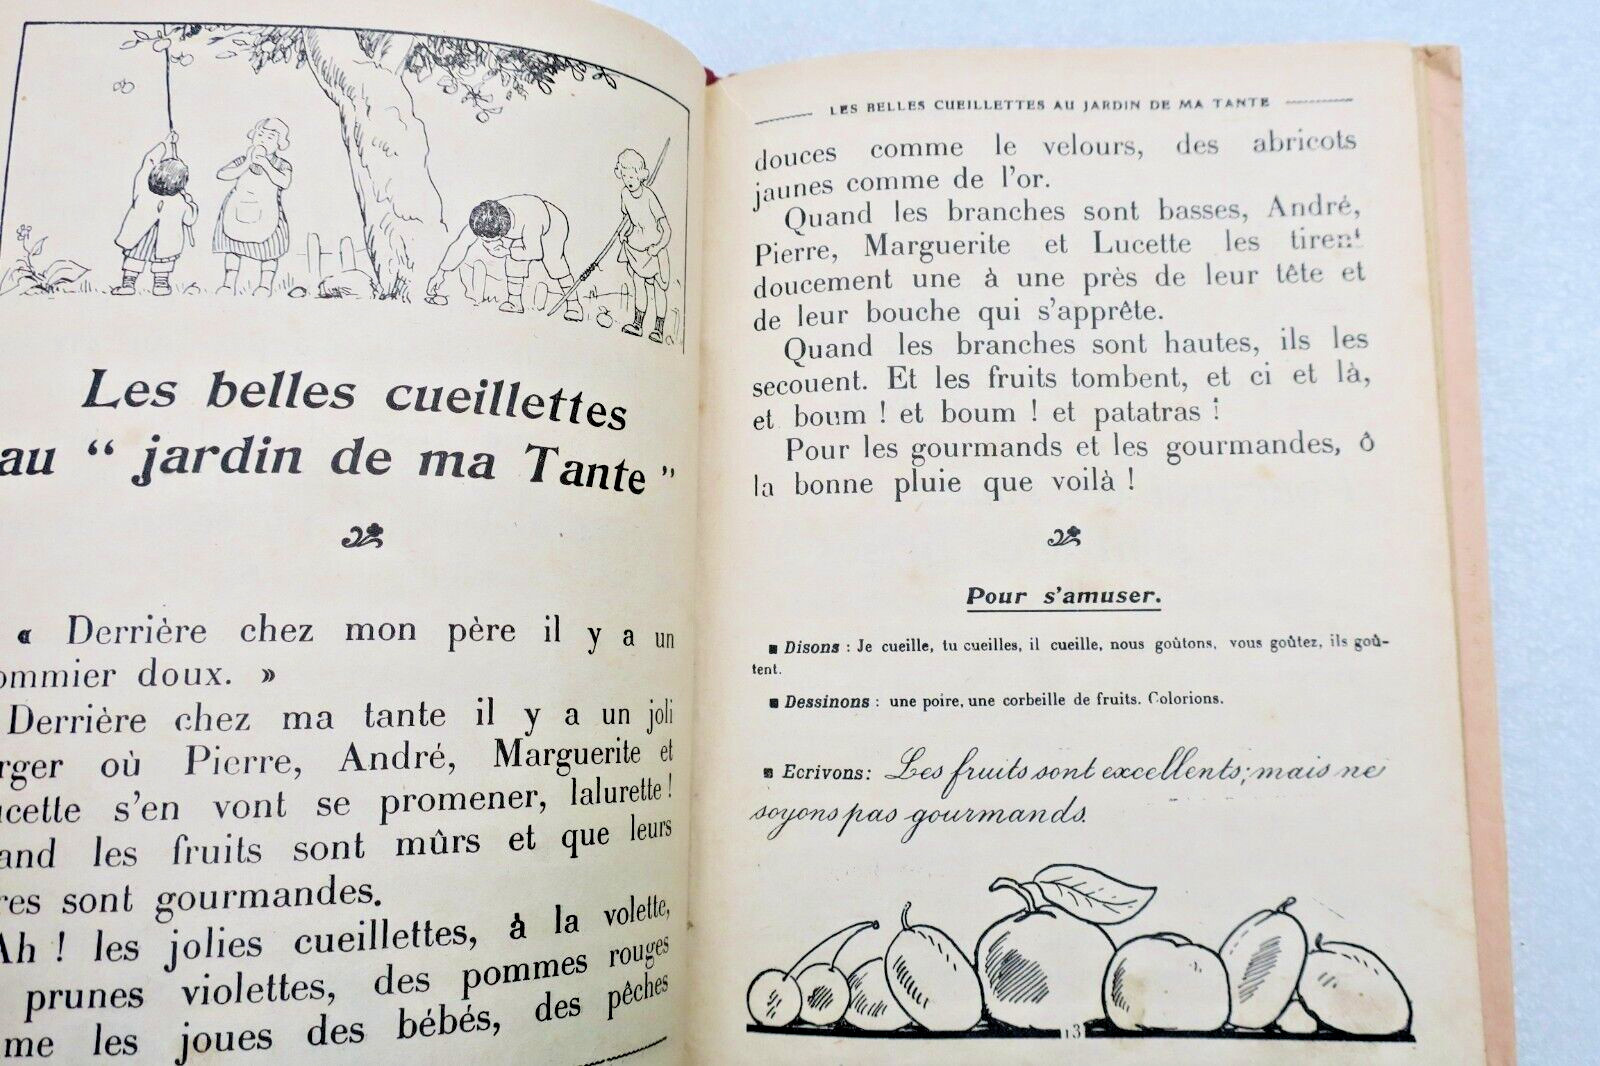 Les belles cueillettes
au “ jardin de ma Tante ”
« Derrière chez mon père il y a un
ommier doux. »
Derrière chez ma tante il y a un joli
rger où Pierre, André, Marguerite et
cette s'en vont se promener, lalurette !
and les fruits sont mûrs et que leurs
res sont gourmandes.
Ah ! les jolies cueillettes, à la volette,
prunes violettes, des pommes rouges
me les joues des bébés, des pêches
LES BELLES CUEILLETTES AU JARDIN DE MA TANTE
douces comme le velours, des abricots
jaunes comme de l'or.
Quand les branches sont basses, André,
Pierre, Marguerite et Lucette les tirent
doucement une à une près de leur tête et
de leur bouche qui s'apprête.
Quand les branches sont hautes, ils les
secouent. Et les fruits tombent, et ci et là,
et boum ! et boum ! et patatras !
Pour les gourmands et les gourmandes, ô
la bonne pluie que voilà !
Pour s'amuser.
■ Disons : Je cueille, tu cueilles, il cueille, nous goûtons, vous goûtez, ils goû-
tent.
■ Dessinons : une poire, une corbeille de fruits. Colorions.
■ Ecrivons: Les fruits sont excellents; mais ne
soyons pas gourmands.
13